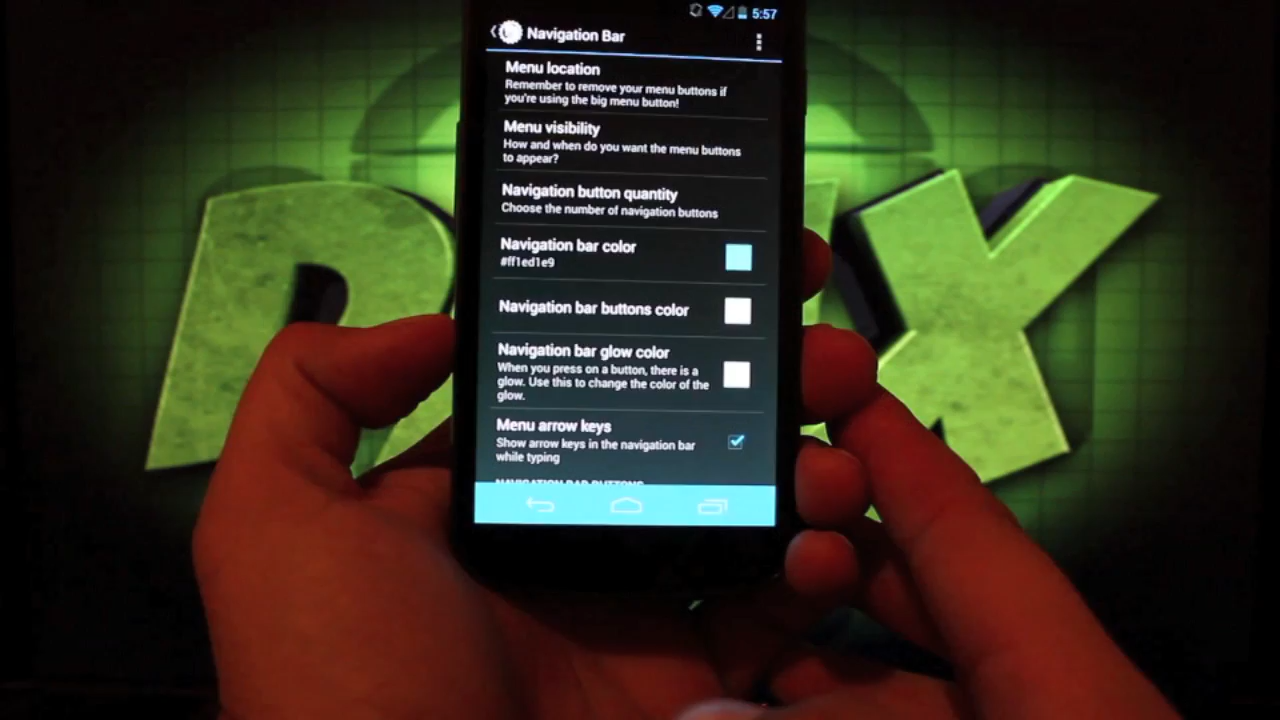 5:57
Navigation Bar
Menu location
Remember to remove your menu buttons if
you're using the big menu button!
Menu visibility
How and when do you want the menu buttons
to appear?
Navigation button quantity
Choose the number of navigation buttons
Navigation bar color
#ff1ed1e9
Navigation bar buttons color
Navigation bar glow color
When you press on a button, there is a
glow. Use this to change the color of the
glow.
Menu arrow keys
Show arrow keys in the navigation bar
while typing
NAVIGATION BAR BUTTONS